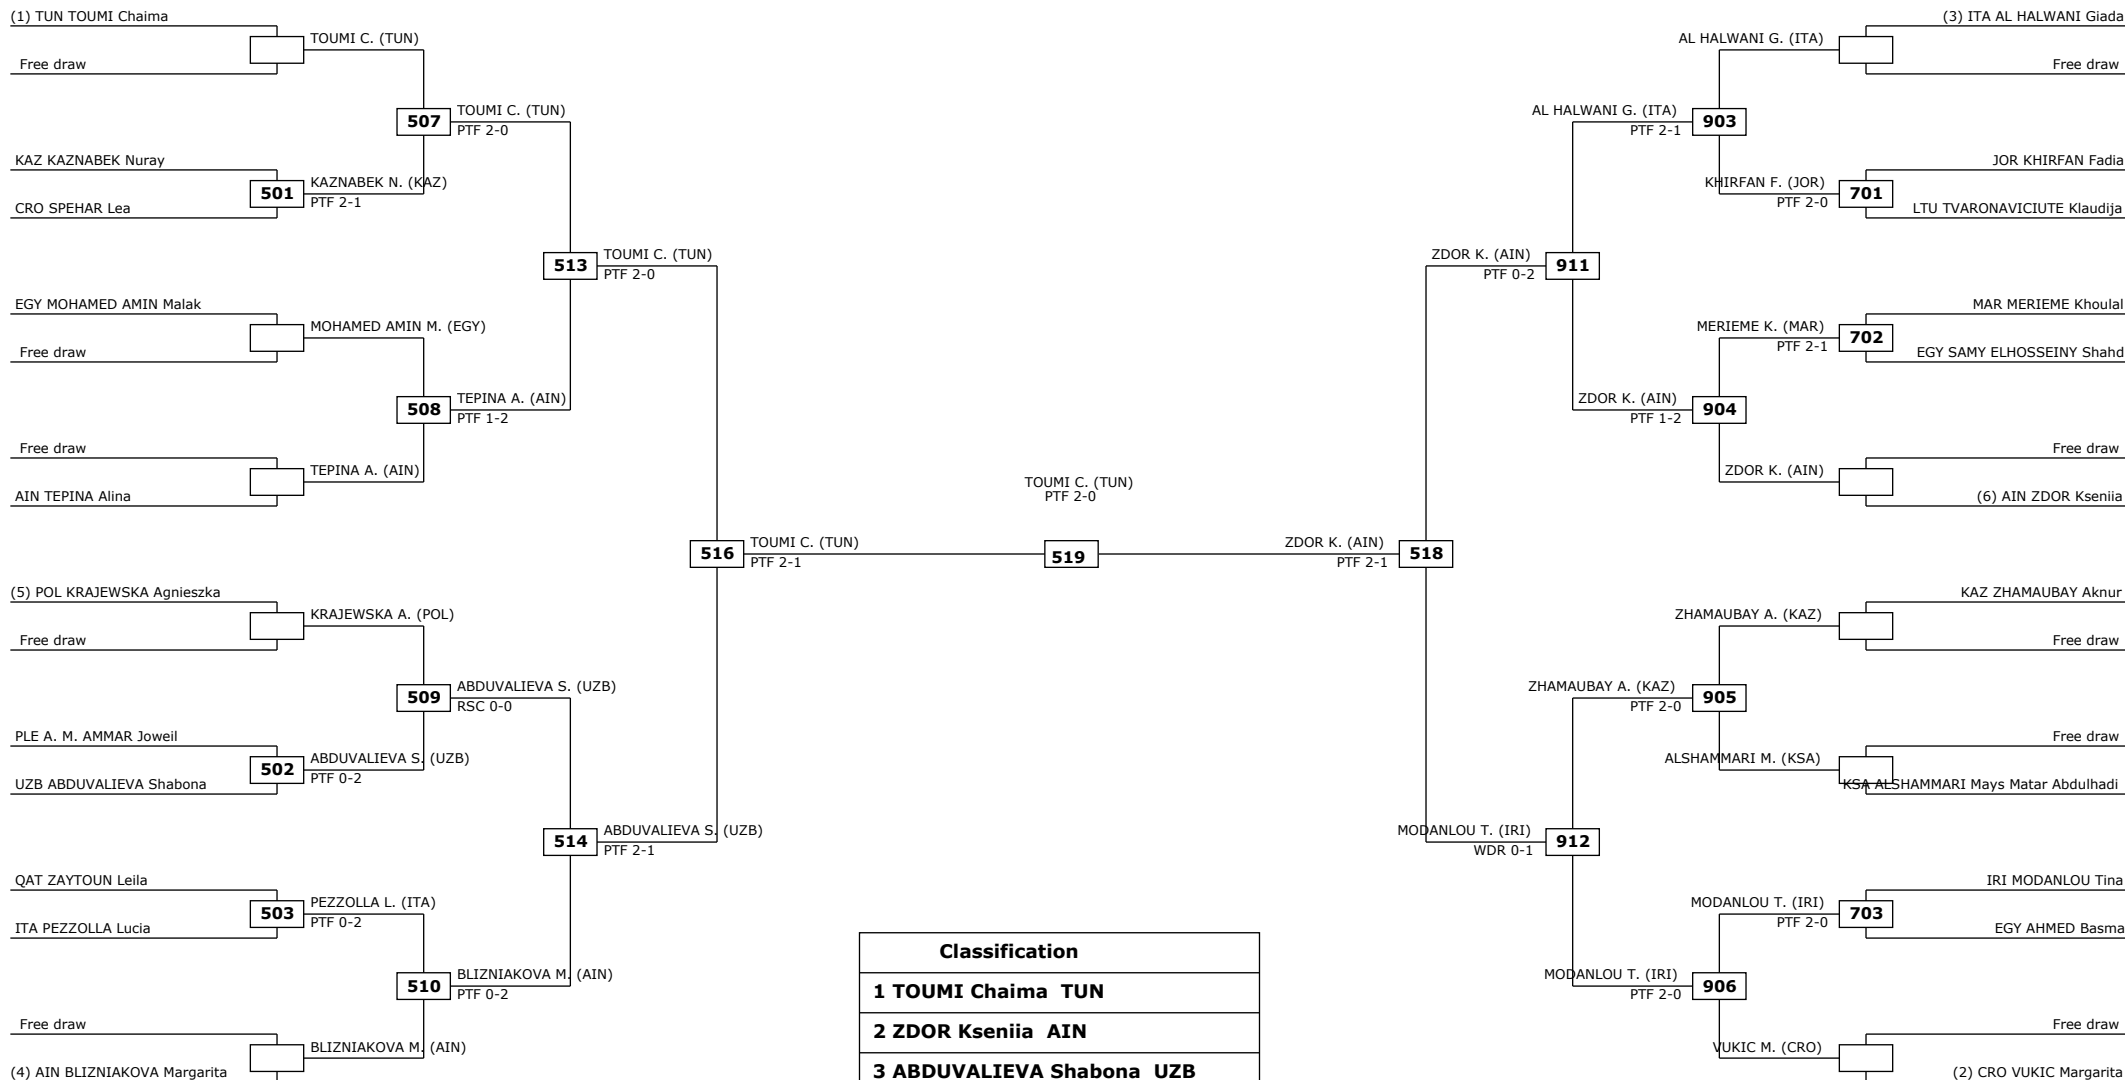 (1) TUN TOUMI Chaima
TOUMI C. (TUN)
Free draw
507
TOUMI C. (TUN)
PTF 2-0
KAZ KAZNABEK Nuray
501
KAZNABEK N. (KAZ)
PTF 2-1
CRO SPEHAR Lea
513
TOUMI C. (TUN)
PTF 2-0
EGY MOHAMED AMIN Malak
MOHAMED AMIN M. (EGY)
Free draw
508
TEPINA A. (AIN)
PTF 1-2
Free draw
TEPINA A. (AIN)
AIN TEPINA Alina
516
TOUMI C. (TUN)
PTF 2-1
(5) POL KRAJEWSKA Agnieszka
KRAJEWSKA A. (POL)
Free draw
509
ABDUVALIEVA S. (UZB)
RSC 0-0
PLE A. M. AMMAR Joweil
502
ABDUVALIEVA S. (UZB)
PTF 0-2
UZB ABDUVALIEVA Shabona
514
ABDUVALIEVA S. (UZB)
PTF 2-1
QAT ZAYTOUN Leila
503
PEZZOLLA L. (ITA)
PTF 0-2
ITA PEZZOLLA Lucia
510
BLIZNIAKOVA M. (AIN)
PTF 0-2
Free draw
BLIZNIAKOVA M. (AIN)
(4) AIN BLIZNIAKOVA Margarita
TOUMI C. (TUN)
PTF 2-0
519
Classification
1 TOUMI Chaima TUN
2 ZDOR Kseniia AIN
3 ABDUVALIEVA Shabona UZB
(3) ITA AL HALWANI Giada
AL HALWANI G. (ITA)
Free draw
AL HALWANI G. (ITA)
PTF 2-1
903
JOR KHIRFAN Fadia
KHIRFAN F. (JOR)
PTF 2-0
701
LTU TVARONAVICIUTE Klaudija
ZDOR K. (AIN)
PTF 0-2
911
MAR MERIEME Khoulal
MERIEME K. (MAR)
PTF 2-1
702
EGY SAMY ELHOSSEINY Shahd
ZDOR K. (AIN)
PTF 1-2
904
Free draw
ZDOR K. (AIN)
(6) AIN ZDOR Kseniia
ZDOR K. (AIN)
PTF 2-1
518
KAZ ZHAMAUBAY Aknur
ZHAMAUBAY A. (KAZ)
Free draw
ZHAMAUBAY A. (KAZ)
PTF 2-0
905
Free draw
ALSHAMMARI M. (KSA)
KSA ALSHAMMARI Mays Matar Abdulhadi
MODANLOU T. (IRI)
WDR 0-1
912
IRI MODANLOU Tina
MODANLOU T. (IRI)
PTF 2-0
703
EGY AHMED Basma
MODANLOU T. (IRI)
PTF 2-0
906
Free draw
VUKIC M. (CRO)
(2) CRO VUKIC Margarita